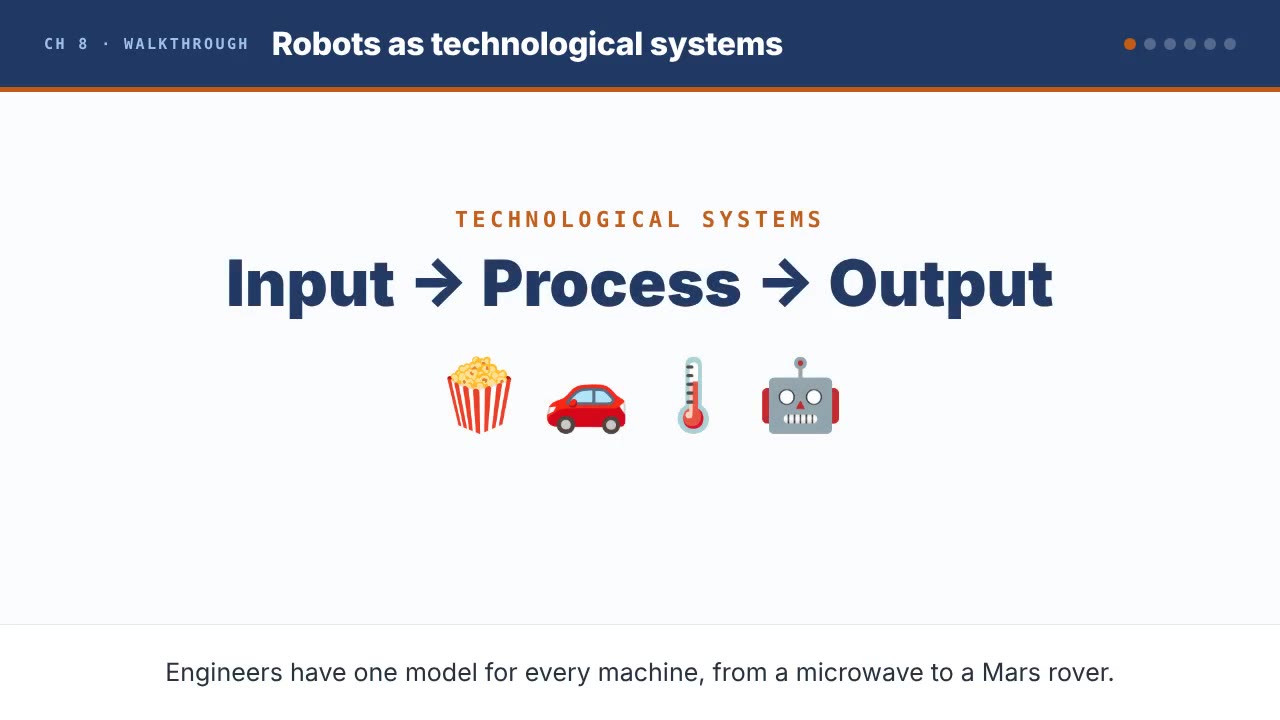 CH 8 · WALKTHROUGH
Robots as technological systems
TECHNOLOGICAL SYSTEMS
Input → Process → Output
Engineers have one model for every machine, from a microwave to a Mars rover.